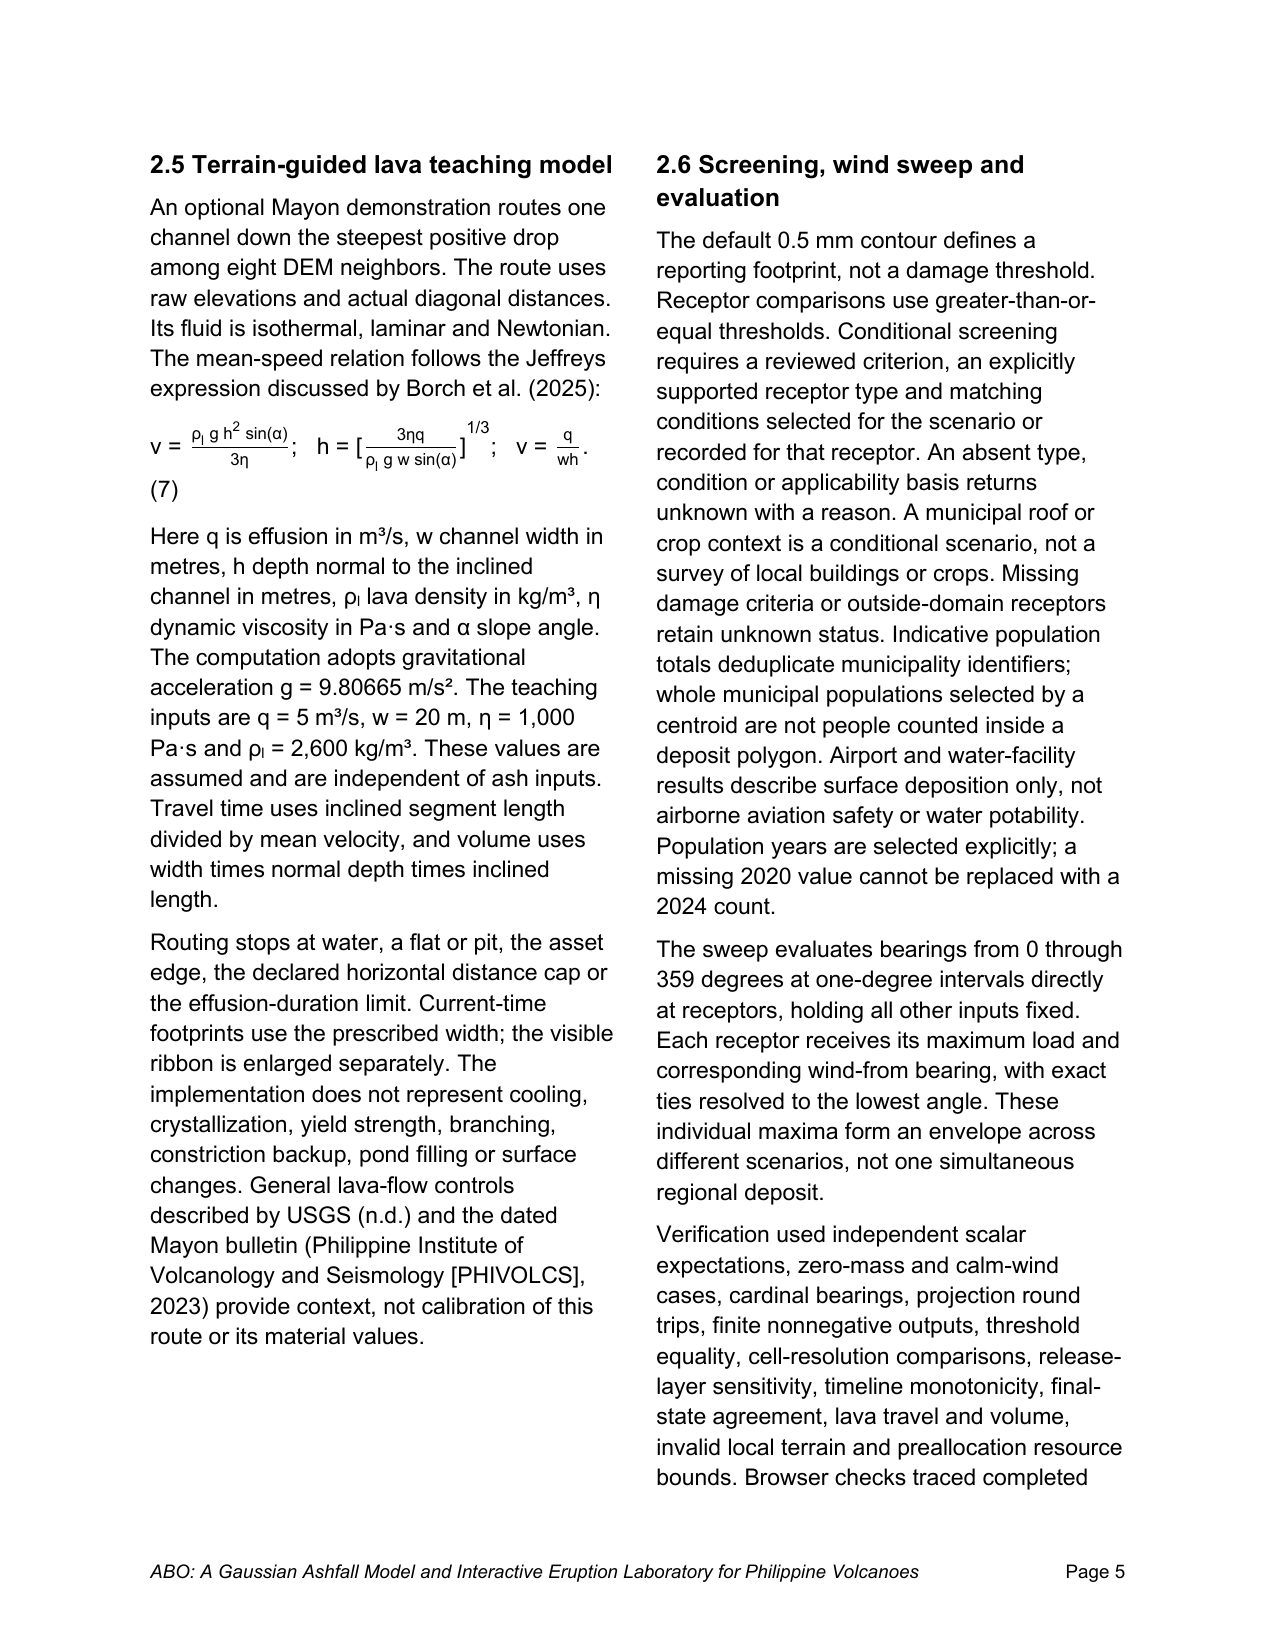 2.5 Terrain-guided lava teaching model
An optional Mayon demonstration routes one
channel down the steepest positive drop
among eight DEM neighbors. The route uses
raw elevations and actual diagonal distances.
Its fluid is isothermal, laminar and Newtonian.
The mean-speed relation follows the Jeffreys
expression discussed by Borch et al. (2025):
v = ρₗ g h² sin(α) / 3η; h = [3ηq / ρₗ g w sin(α)]^1/3; v = q / wh.
(7)
Here q is effusion in m³/s, w channel width in
metres, h depth normal to the inclined
channel in metres, ρₗ lava density in kg/m³, η
dynamic viscosity in Pa·s and α slope angle.
The computation adopts gravitational
acceleration g = 9.80665 m/s². The teaching
inputs are q = 5 m³/s, w = 20 m, η = 1,000
Pa·s and ρₗ = 2,600 kg/m³. These values are
assumed and are independent of ash inputs.
Travel time uses inclined segment length
divided by mean velocity, and volume uses
width times normal depth times inclined
length.
Routing stops at water, a flat or pit, the asset
edge, the declared horizontal distance cap or
the effusion-duration limit. Current-time
footprints use the prescribed width; the visible
ribbon is enlarged separately. The
implementation does not represent cooling,
crystallization, yield strength, branching,
constriction backup, pond filling or surface
changes. General lava-flow controls
described by USGS (n.d.) and the dated
Mayon bulletin (Philippine Institute of
Volcanology and Seismology [PHIVOLCS],
2023) provide context, not calibration of this
route or its material values.
2.6 Screening, wind sweep and
evaluation
The default 0.5 mm contour defines a
reporting footprint, not a damage threshold.
Receptor comparisons use greater-than-or-
equal thresholds. Conditional screening
requires a reviewed criterion, an explicitly
supported receptor type and matching
conditions selected for the scenario or
recorded for that receptor. An absent type,
condition or applicability basis returns
unknown with a reason. A municipal roof or
crop context is a conditional scenario, not a
survey of local buildings or crops. Missing
damage criteria or outside-domain receptors
retain unknown status. Indicative population
totals deduplicate municipality identifiers;
whole municipal populations selected by a
centroid are not people counted inside a
deposit polygon. Airport and water-facility
results describe surface deposition only, not
airborne aviation safety or water potability.
Population years are selected explicitly; a
missing 2020 value cannot be replaced with a
2024 count.
The sweep evaluates bearings from 0 through
359 degrees at one-degree intervals directly
at receptors, holding all other inputs fixed.
Each receptor receives its maximum load and
corresponding wind-from bearing, with exact
ties resolved to the lowest angle. These
individual maxima form an envelope across
different scenarios, not one simultaneous
regional deposit.
Verification used independent scalar
expectations, zero-mass and calm-wind
cases, cardinal bearings, projection round
trips, finite nonnegative outputs, threshold
equality, cell-resolution comparisons, release-
layer sensitivity, timeline monotonicity, final-
state agreement, lava travel and volume,
invalid local terrain and preallocation resource
bounds. Browser checks traced completed
ABO: A Gaussian Ashfall Model and Interactive Eruption Laboratory for Philippine Volcanoes Page 5